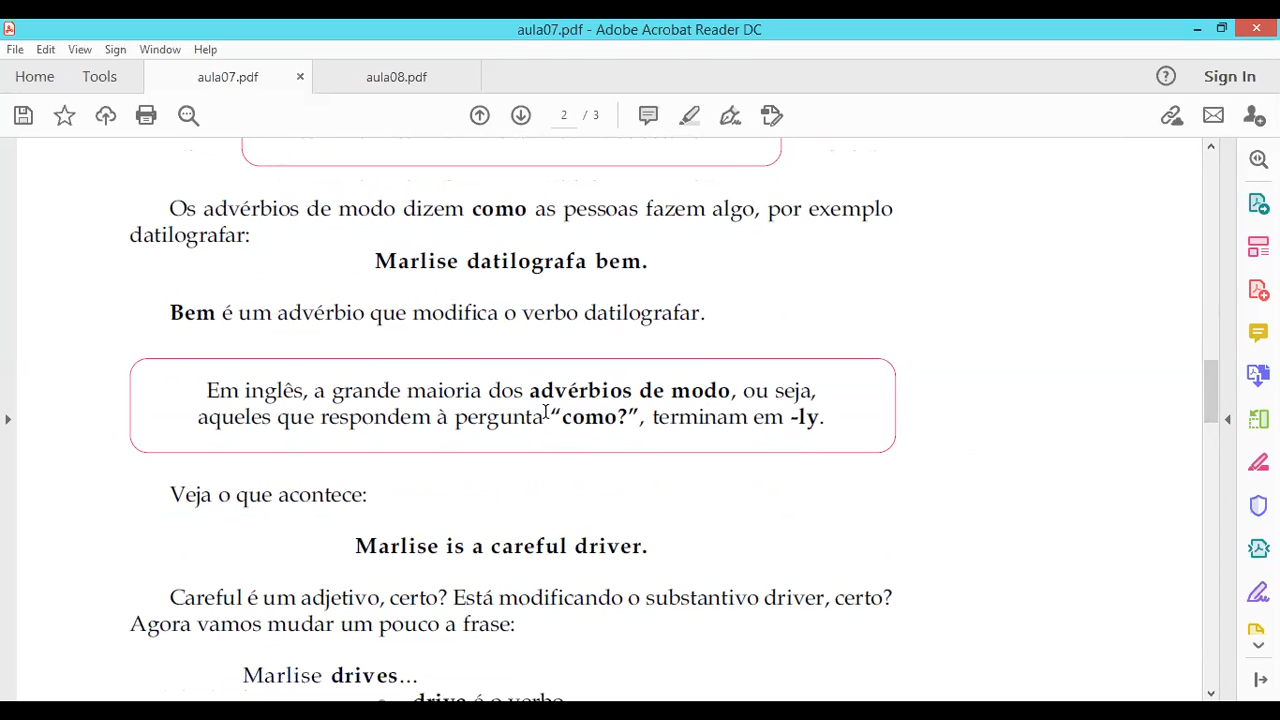 aula07.pdf - Adobe Acrobat Reader DC
File Edit View Sign Window Help
Home Tools aula07.pdf × aula08.pdf Sign In
2 / 3
Os advérbios de modo dizem como as pessoas fazem algo, por exemplo
datilografar:
Marlise datilografa bem.
Bem é um advérbio que modifica o verbo datilografar.
Em inglês, a grande maioria dos advérbios de modo, ou seja,
aqueles que respondem à pergunta “como?”, terminam em -ly.
Veja o que acontece:
Marlise is a careful driver.
Careful é um adjetivo, certo? Está modificando o substantivo driver, certo?
Agora vamos mudar um pouco a frase:
Marlise drives...
drive é o verbo